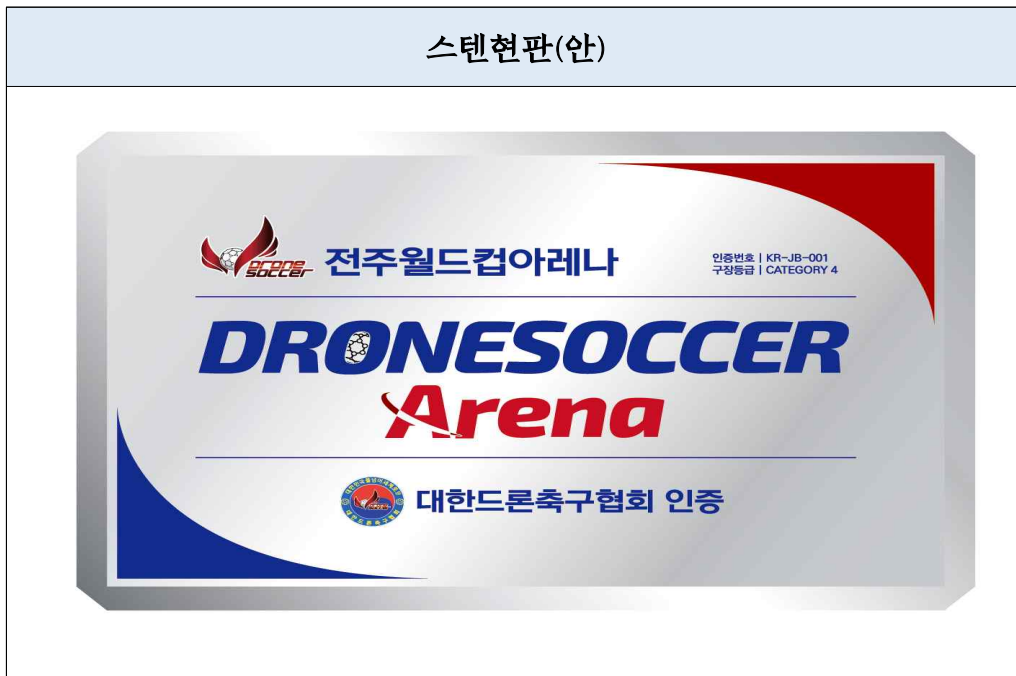 스텐현판(안)
Drone soccer 전주월드컵아레나
인증번호 | KR-JB-001
구장등급 | CATEGORY 4
DRONESOCCER
Arena
대한드론축구협회 인증